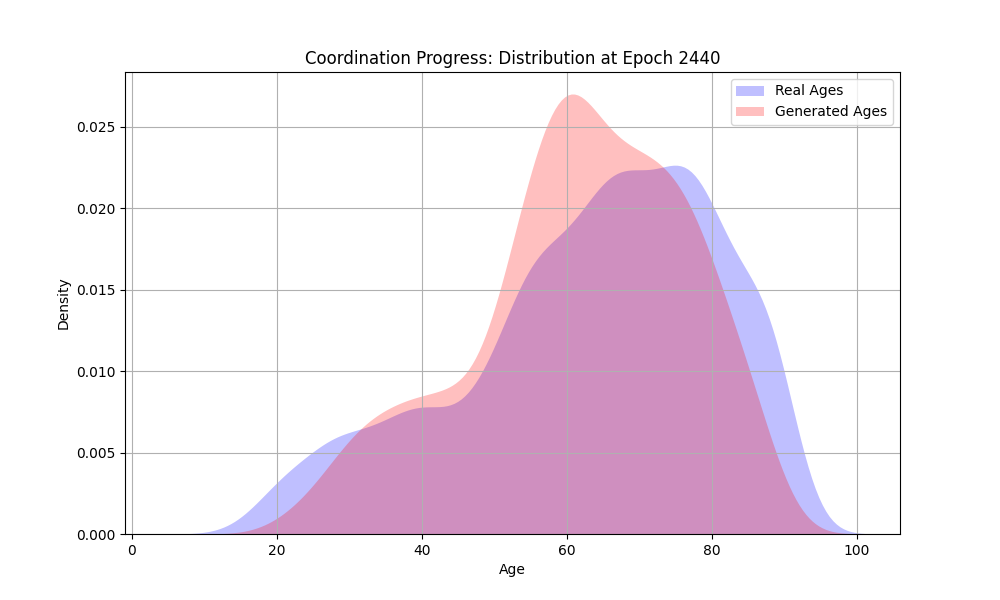 Coordination Progress: Distribution at Epoch 2440
Real Ages
Generated Ages
0.025
0.020
0.015
0.010
0.005
0.000
Density
0
20
40
60
80
100
Age